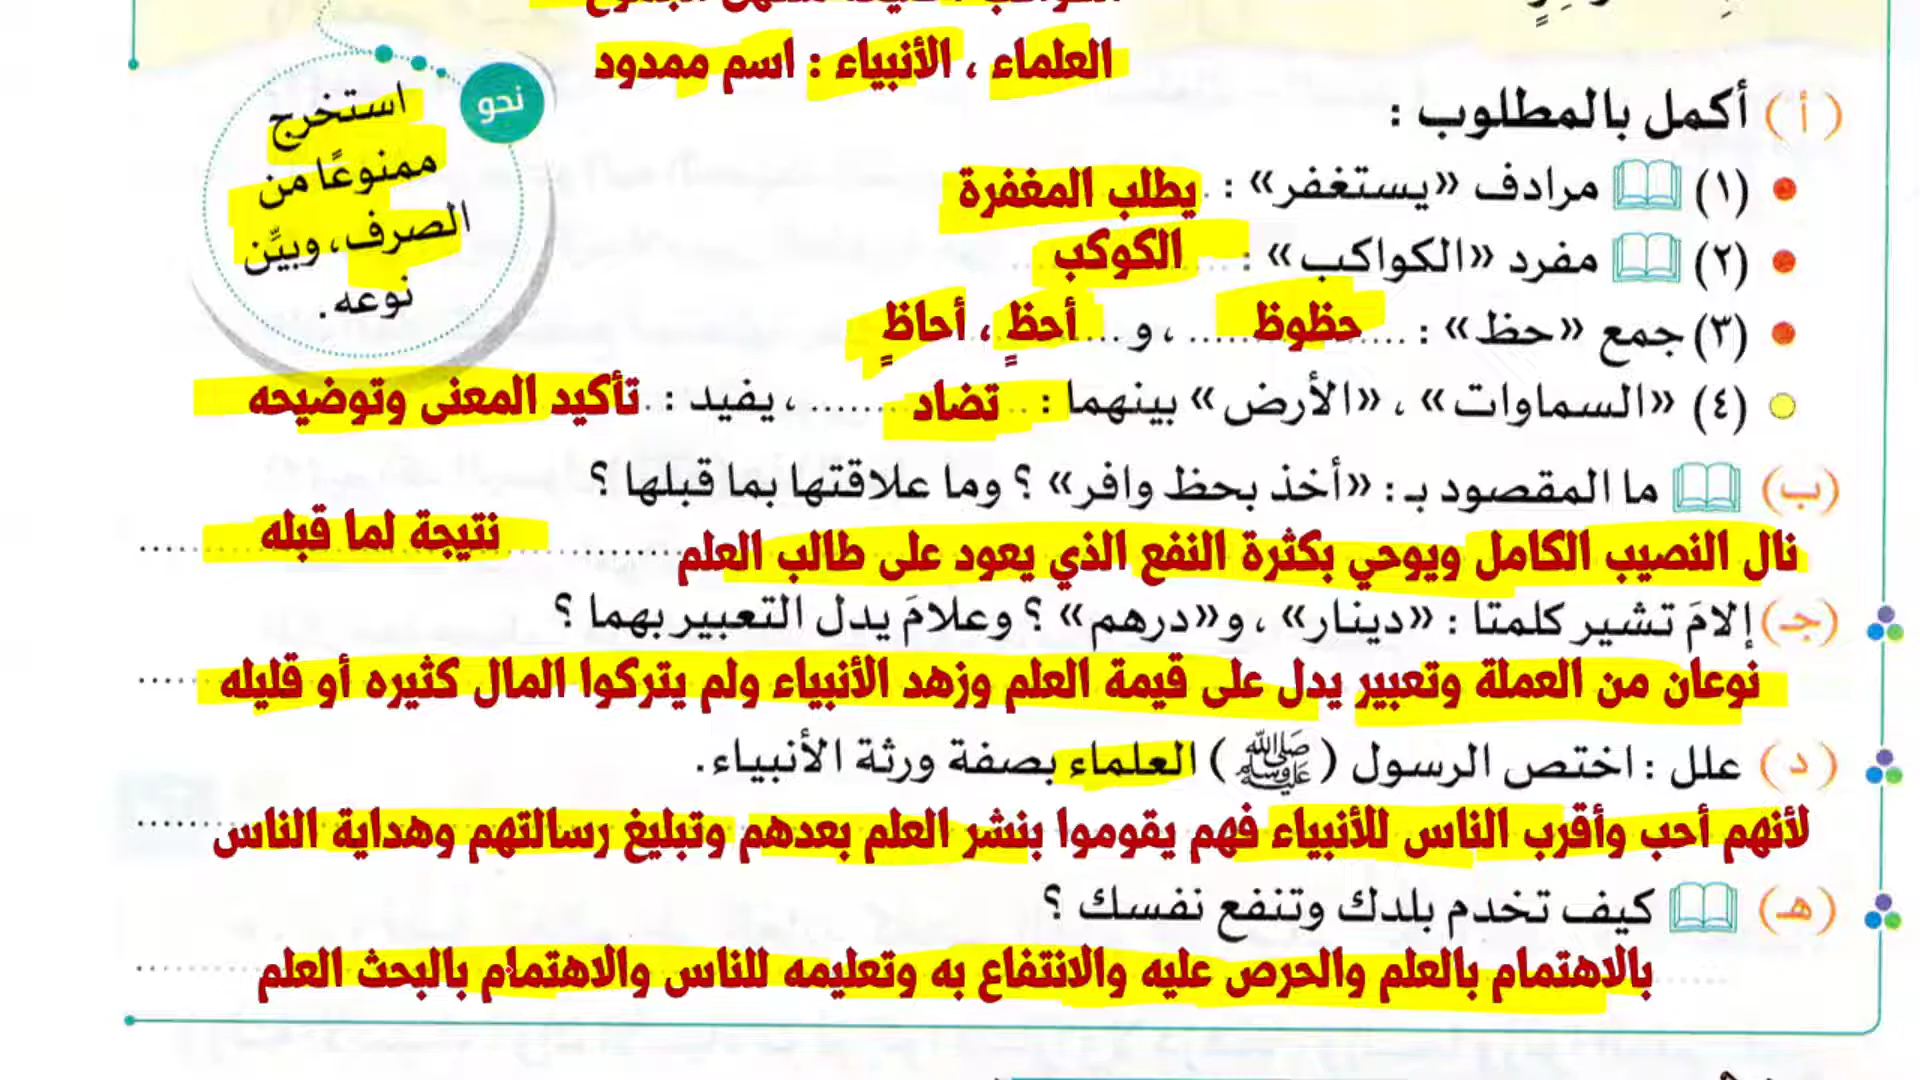 العلماء ، الأنبياء : اسم ممدود
نحو
استخرج
ممنوعًا من
الصرف، وبيِّن
نوعه.
(أ) أكمل بالمطلوب :
(١) مرادف «يستغفر» : يطلب المغفرة
(٢) مفرد «الكواكب» : الكوكب
(٣) جمع «حظ» : حظوظ ، و أحظٍ ، أحاظٍ
(٤) «السماوات» ، «الأرض» بينهما : تضاد ، يفيد : تأكيد المعنى وتوضيحه
(ب) ما المقصود بـ : «أخذ بحظ وافر» ؟ وما علاقتها بما قبلها ؟
نال النصيب الكامل ويوحي بكثرة النفع الذي يعود على طالب العلم نتيجة لما قبله
(جـ) إلامَ تشير كلمتا : «دينار» ، و«درهم» ؟ وعلامَ يدل التعبير بهما ؟
نوعان من العملة وتعبير يدل على قيمة العلم وزهد الأنبياء ولم يتركوا المال كثيره أو قليله
(د) علل : اختص الرسول (ﷺ) العلماء بصفة ورثة الأنبياء.
لأنهم أحب وأقرب الناس للأنبياء فهم يقوموا بنشر العلم بعدهم وتبليغ رسالتهم وهداية الناس
(هـ) كيف تخدم بلدك وتنفع نفسك ؟
بالاهتمام بالعلم والحرص عليه والانتفاع به وتعليمه للناس والاهتمام بالبحث العلم